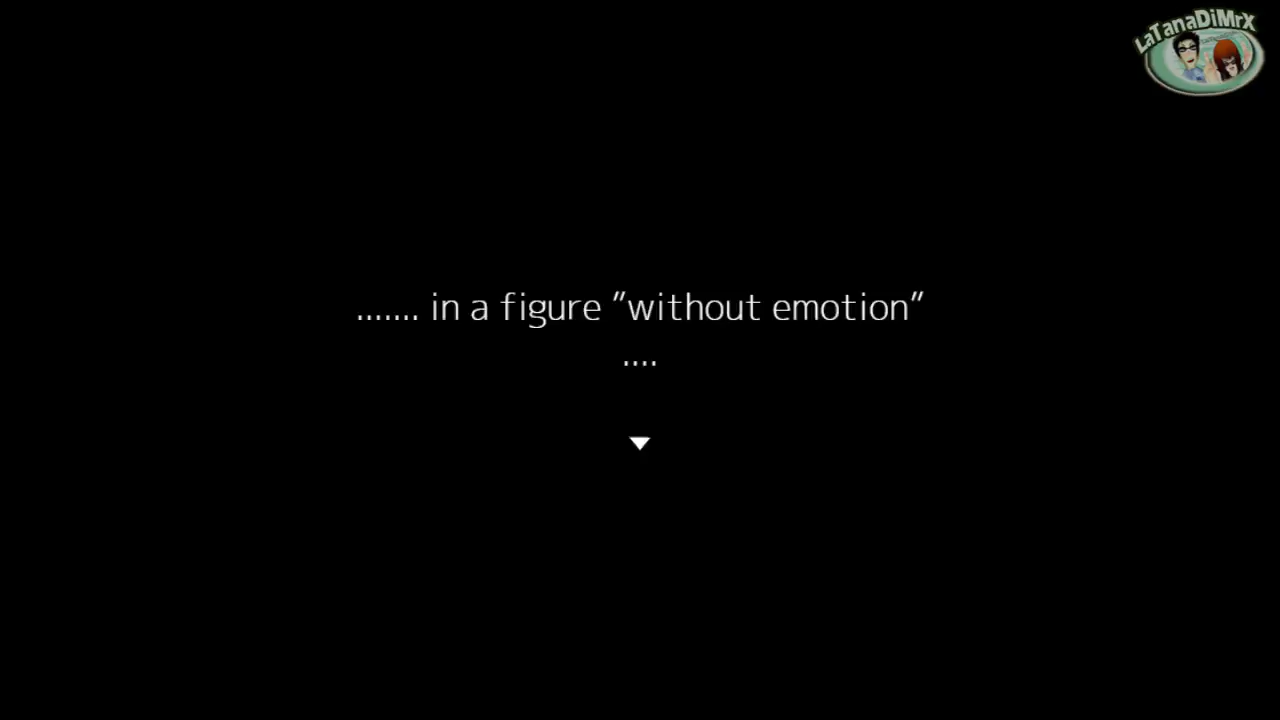 LaTanaDiMrX
....... in a figure "without emotion"
....